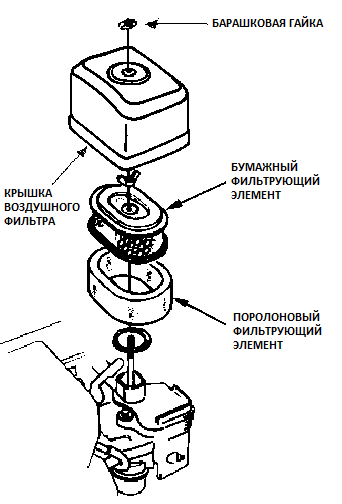 БАРАШКОВАЯ ГАЙКА
БУМАЖНЫЙ
ФИЛЬТРУЮЩИЙ
ЭЛЕМЕНТ
КРЫШКА
ВОЗДУШНОГО
ФИЛЬТРА
ПОРОЛОНОВЫЙ
ФИЛЬТРУЮЩИЙ
ЭЛЕМЕНТ